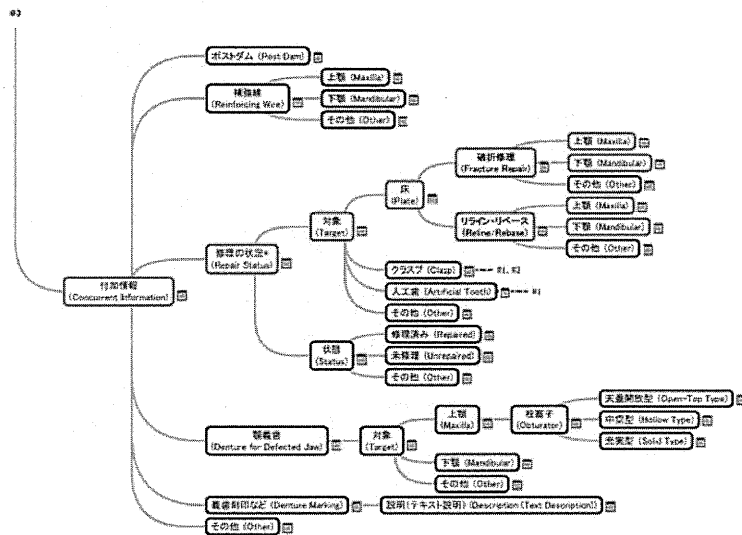 #3
ポストダム (Post Dam)
補強線
(Reinforcing Wire)
上顎 (Maxilla)
下顎 (Mandibular)
その他 (Other)
付加情報
(Concurrent Information)
修理の状況*
(Repair Status)
対象
(Target)
床
(Plate)
破折修理
(Fracture Repair)
上顎 (Maxilla)
下顎 (Mandibular)
その他 (Other)
リライン・リベース
(Reline/Rebase)
上顎 (Maxilla)
下顎 (Mandibular)
その他 (Other)
クラスプ (Clasp)
#1, #2
人工歯 (Artificial Tooth)
#1
その他 (Other)
状態
(Status)
修理済み (Repaired)
未修理 (Unrepaired)
その他 (Other)
顎義歯
(Denture for Defected Jaw)
対象
(Target)
上顎
(Maxilla)
栓塞子
(Obturator)
天蓋開放型 (Open-Top Type)
中空型 (Hollow Type)
充実型 (Solid Type)
下顎 (Mandibular)
その他 (Other)
義歯刻印など (Denture Marking)
説明(テキスト説明) (Description (Text Description))
その他 (Other)